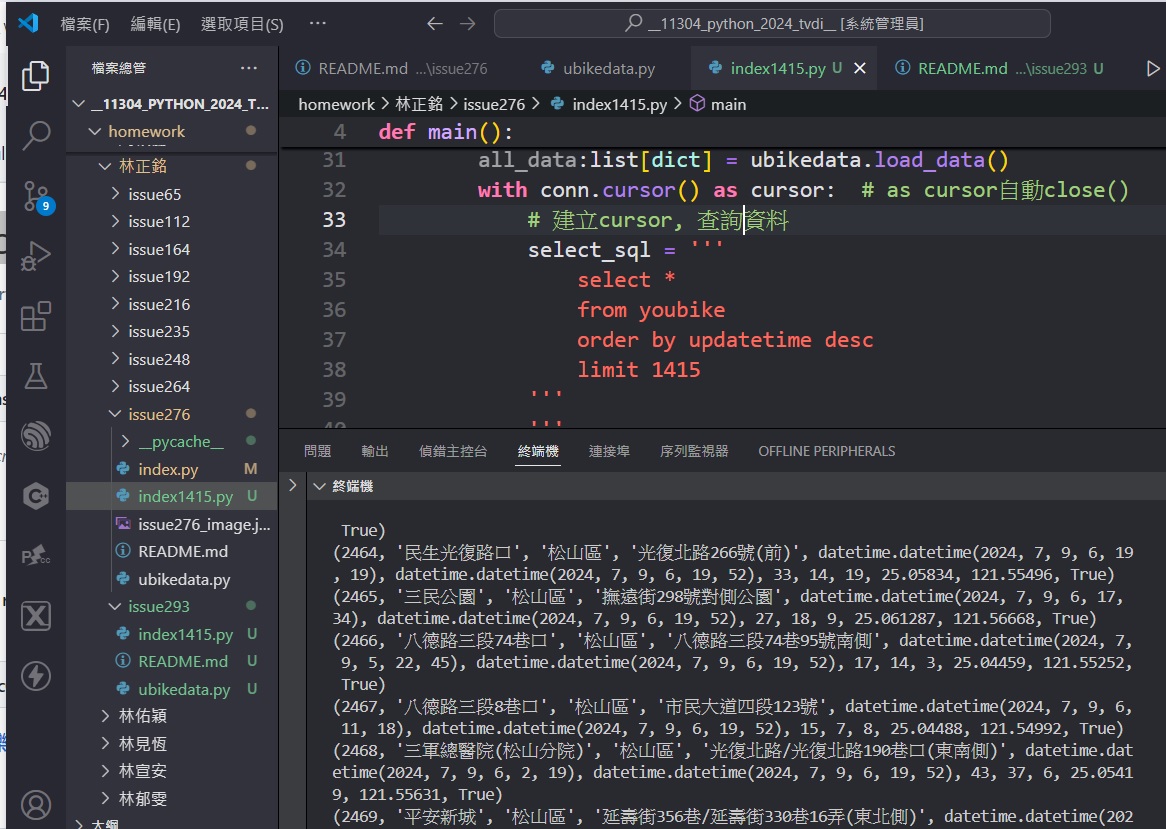 檔案(F) 編輯(E) 選取項目(S) ··· ← → __11304_python_2024_tvdi__ [系統管理員]
檔案總管 ···
__11304_PYTHON_2024_T...
homework
林正銘
issue65
issue112
issue164
issue192
issue216
issue235
issue248
issue264
issue276
__pycache__
index.py M
index1415.py U
issue276_image.j...
README.md
ubikedata.py
issue293
index1415.py U
README.md U
ubikedata.py U
林佑穎
林見恆
林宣安
林郁雯
大綱
9
README.md ...\issue276 ubikedata.py index1415.py U × README.md ...\issue293 U
homework > 林正銘 > issue276 > index1415.py > main
4 def main():
31 all_data:list[dict] = ubikedata.load_data()
32 with conn.cursor() as cursor: # as cursor自動close()
33 # 建立cursor, 查詢資料
34 select_sql = '''
35 select *
36 from youbike
37 order by updatetime desc
38 limit 1415
39 '''
40 '''
問題 輸出 偵錯主控台 終端機 連接埠 序列監視器 OFFLINE PERIPHERALS
終端機
True)
(2464, '民生光復路口', '松山區', '光復北路266號(前)', datetime.datetime(2024, 7, 9, 6, 19
, 19), datetime.datetime(2024, 7, 9, 6, 19, 52), 33, 14, 19, 25.05834, 121.55496, True)
(2465, '三民公園', '松山區', '撫遠街298號對側公園', datetime.datetime(2024, 7, 9, 6, 17,
34), datetime.datetime(2024, 7, 9, 6, 19, 52), 27, 18, 9, 25.061287, 121.56668, True)
(2466, '八德路三段74巷口', '松山區', '八德路三段74巷95號南側', datetime.datetime(2024, 7,
9, 5, 22, 45), datetime.datetime(2024, 7, 9, 6, 19, 52), 17, 14, 3, 25.04459, 121.55252,
True)
(2467, '八德路三段8巷口', '松山區', '市民大道四段123號', datetime.datetime(2024, 7, 9, 6,
11, 18), datetime.datetime(2024, 7, 9, 6, 19, 52), 15, 7, 8, 25.04488, 121.54992, True)
(2468, '三軍總醫院(松山分院)', '松山區', '光復北路/光復北路190巷口(東南側)', datetime.dat
etime(2024, 7, 9, 6, 2, 19), datetime.datetime(2024, 7, 9, 6, 19, 52), 43, 37, 6, 25.0541
9, 121.55631, True)
(2469, '平安新城', '松山區', '延壽街356巷/延壽街330巷16弄(東北側)', datetime.datetime(202